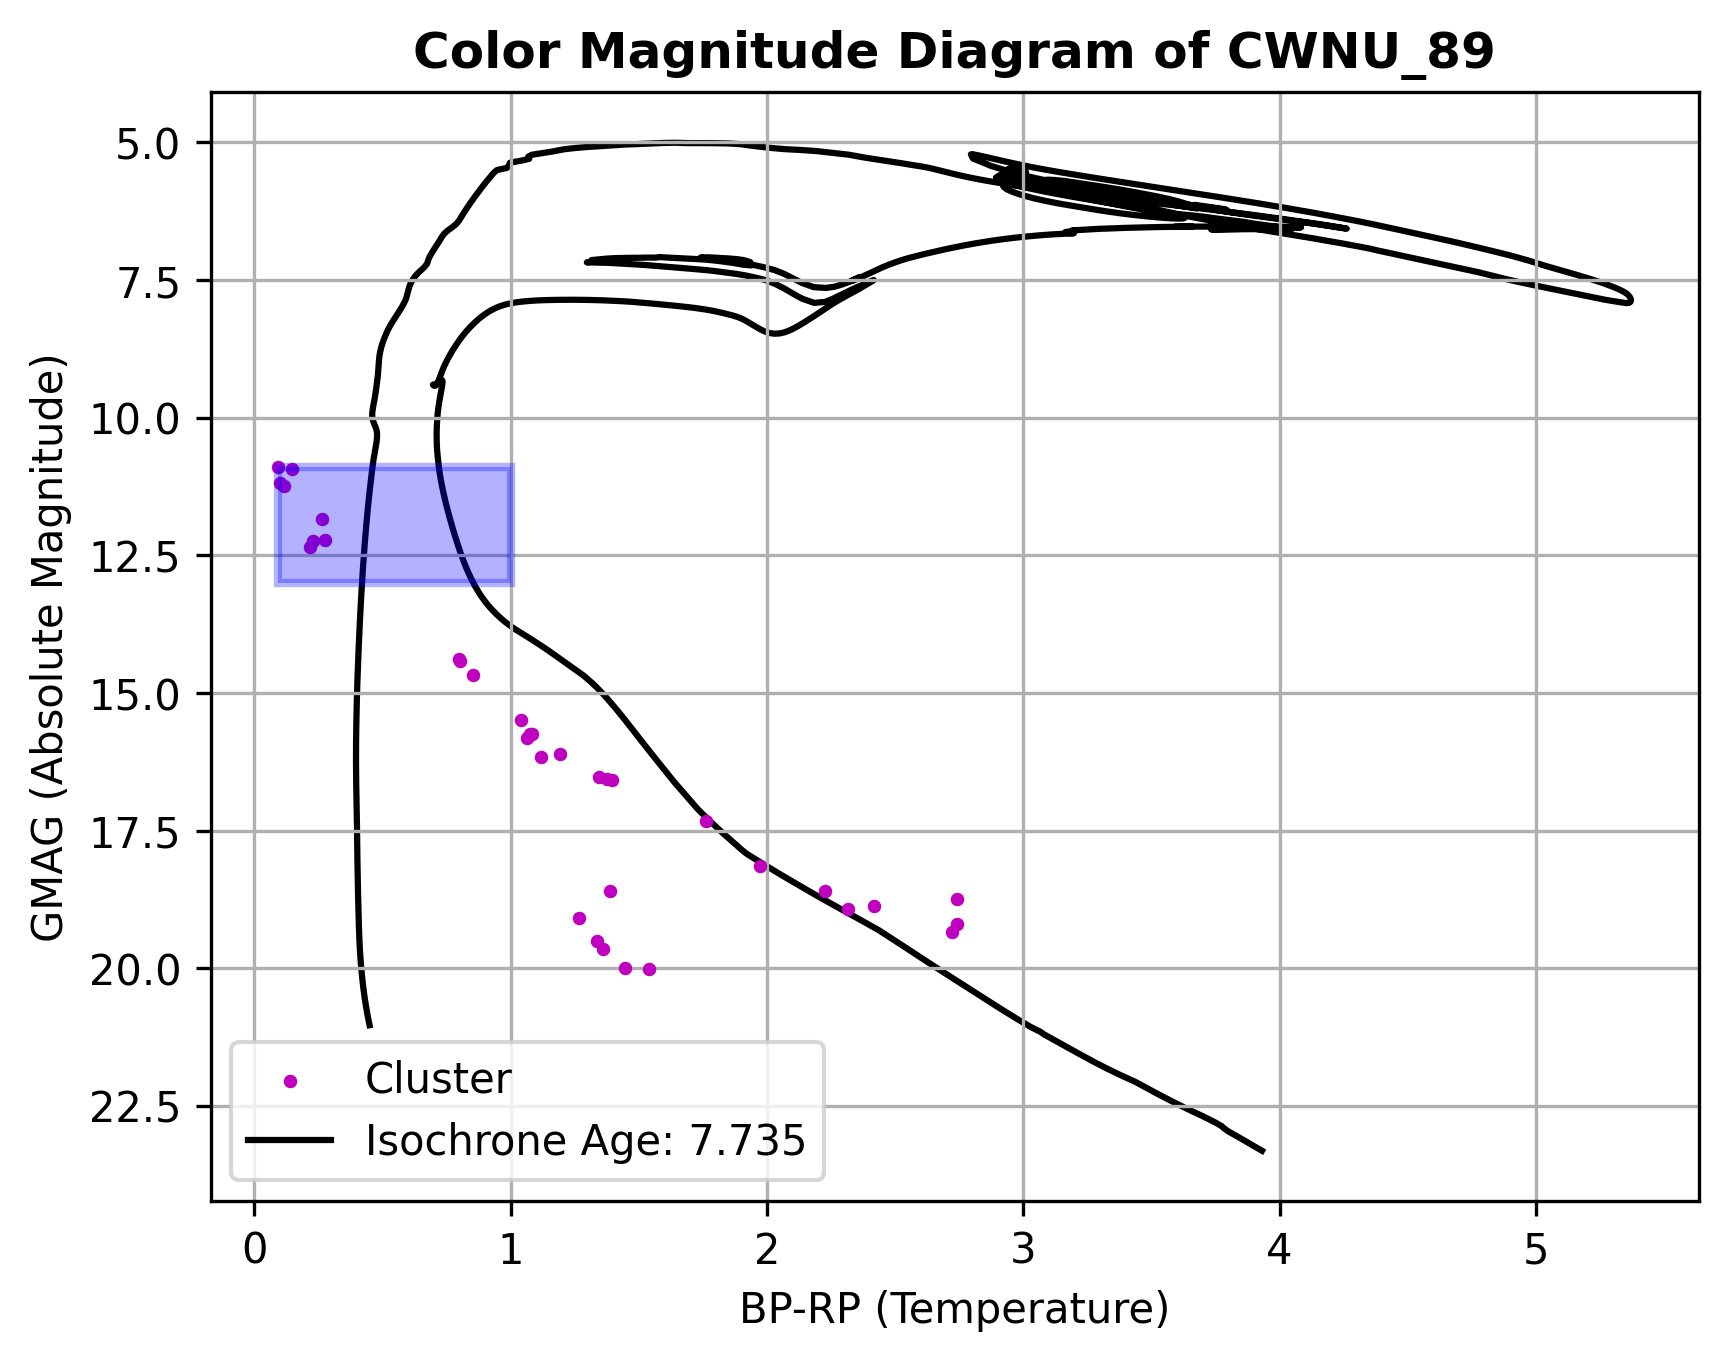 Color Magnitude Diagram of CWNU_89
GMAG (Absolute Magnitude)
5.0
7.5
10.0
12.5
15.0
17.5
20.0
22.5
Cluster
Isochrone Age: 7.735
0 1 2 3 4 5
BP-RP (Temperature)